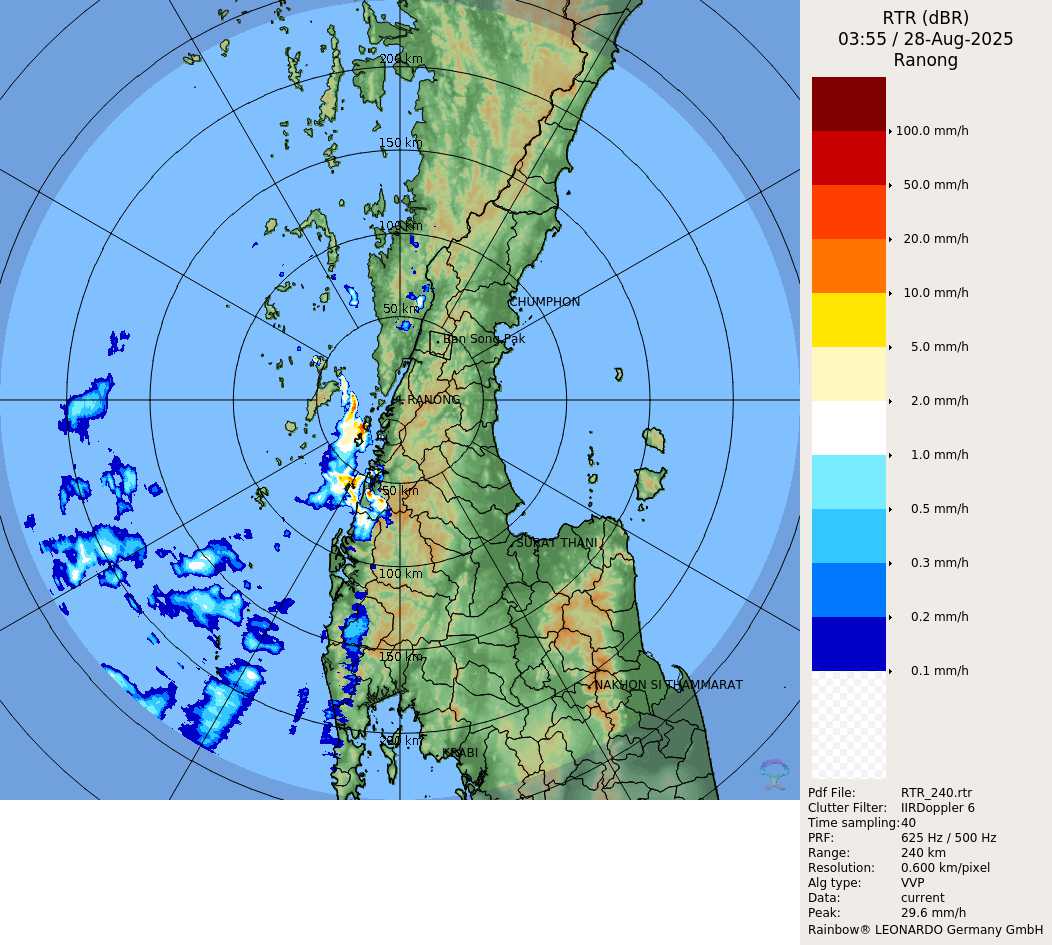 RTR (dBR)
03:55 / 28-Aug-2025
Ranong
200 km
150 km
100 km
50 km
CHUMPHON
Ban Song Pak
RANONG
50 km
SURAT THANI
100 km
150 km
NAKHON SI THAMMARAT
200 km
KRABI
100.0 mm/h
50.0 mm/h
20.0 mm/h
10.0 mm/h
5.0 mm/h
2.0 mm/h
1.0 mm/h
0.5 mm/h
0.3 mm/h
0.2 mm/h
0.1 mm/h
Pdf File: RTR_240.rtr
Clutter Filter: IIRDoppler 6
Time sampling:40
PRF: 625 Hz / 500 Hz
Range: 240 km
Resolution: 0.600 km/pixel
Alg type: VVP
Data: current
Peak: 29.6 mm/h
Rainbow® LEONARDO Germany GmbH